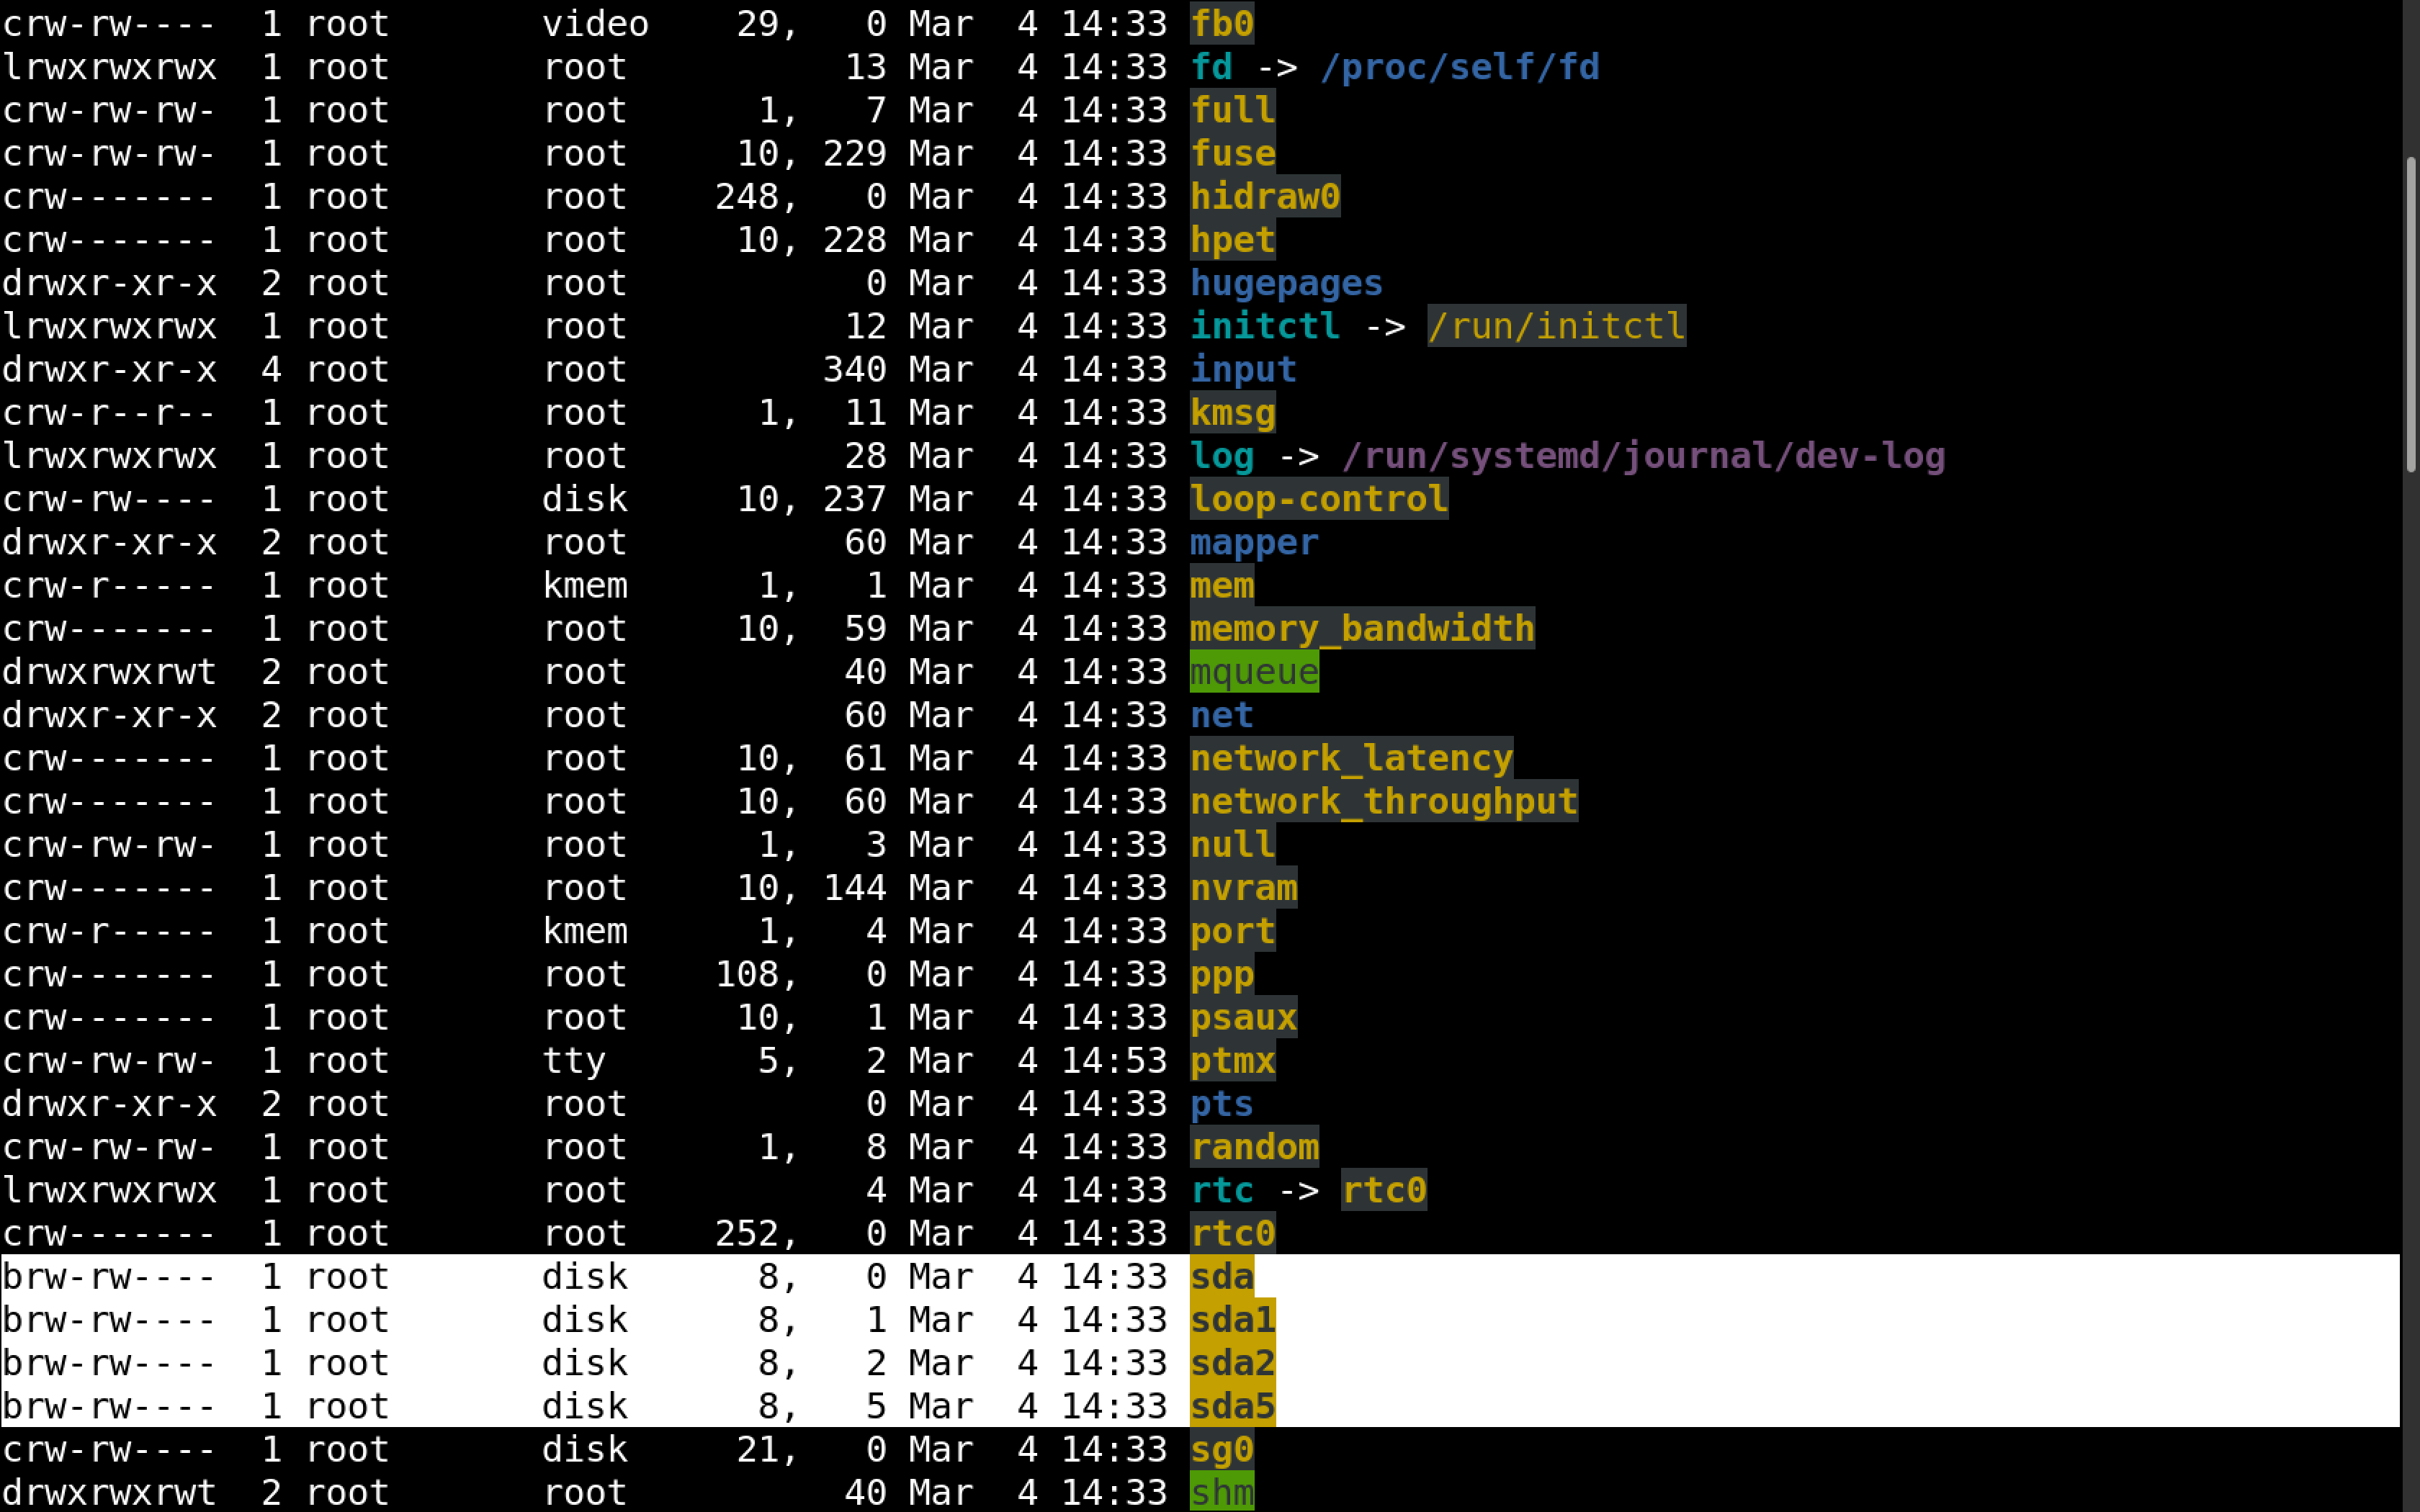 crw-rw----  1 root       video    29,   0 Mar  4 14:33 fb0
lrwxrwxrwx  1 root       root          13 Mar  4 14:33 fd -> /proc/self/fd
crw-rw-rw-  1 root       root      1,   7 Mar  4 14:33 full
crw-rw-rw-  1 root       root     10, 229 Mar  4 14:33 fuse
crw-------  1 root       root    248,   0 Mar  4 14:33 hidraw0
crw-------  1 root       root     10, 228 Mar  4 14:33 hpet
drwxr-xr-x  2 root       root           0 Mar  4 14:33 hugepages
lrwxrwxrwx  1 root       root          12 Mar  4 14:33 initctl -> /run/initctl
drwxr-xr-x  4 root       root         340 Mar  4 14:33 input
crw-r--r--  1 root       root      1,  11 Mar  4 14:33 kmsg
lrwxrwxrwx  1 root       root          28 Mar  4 14:33 log -> /run/systemd/journal/dev-log
crw-rw----  1 root       disk     10, 237 Mar  4 14:33 loop-control
drwxr-xr-x  2 root       root          60 Mar  4 14:33 mapper
crw-r-----  1 root       kmem      1,   1 Mar  4 14:33 mem
crw-------  1 root       root     10,  59 Mar  4 14:33 memory_bandwidth
drwxrwxrwt  2 root       root          40 Mar  4 14:33 mqueue
drwxr-xr-x  2 root       root          60 Mar  4 14:33 net
crw-------  1 root       root     10,  61 Mar  4 14:33 network_latency
crw-------  1 root       root     10,  60 Mar  4 14:33 network_throughput
crw-rw-rw-  1 root       root      1,   3 Mar  4 14:33 null
crw-------  1 root       root     10, 144 Mar  4 14:33 nvram
crw-r-----  1 root       kmem      1,   4 Mar  4 14:33 port
crw-------  1 root       root    108,   0 Mar  4 14:33 ppp
crw-------  1 root       root     10,   1 Mar  4 14:33 psaux
crw-rw-rw-  1 root       tty       5,   2 Mar  4 14:53 ptmx
drwxr-xr-x  2 root       root           0 Mar  4 14:33 pts
crw-rw-rw-  1 root       root      1,   8 Mar  4 14:33 random
lrwxrwxrwx  1 root       root           4 Mar  4 14:33 rtc -> rtc0
crw-------  1 root       root    252,   0 Mar  4 14:33 rtc0
brw-rw----  1 root       disk      8,   0 Mar  4 14:33 sda
brw-rw----  1 root       disk      8,   1 Mar  4 14:33 sda1
brw-rw----  1 root       disk      8,   2 Mar  4 14:33 sda2
brw-rw----  1 root       disk      8,   5 Mar  4 14:33 sda5
crw-rw----  1 root       disk     21,   0 Mar  4 14:33 sg0
drwxrwxrwt  2 root       root          40 Mar  4 14:33 shm